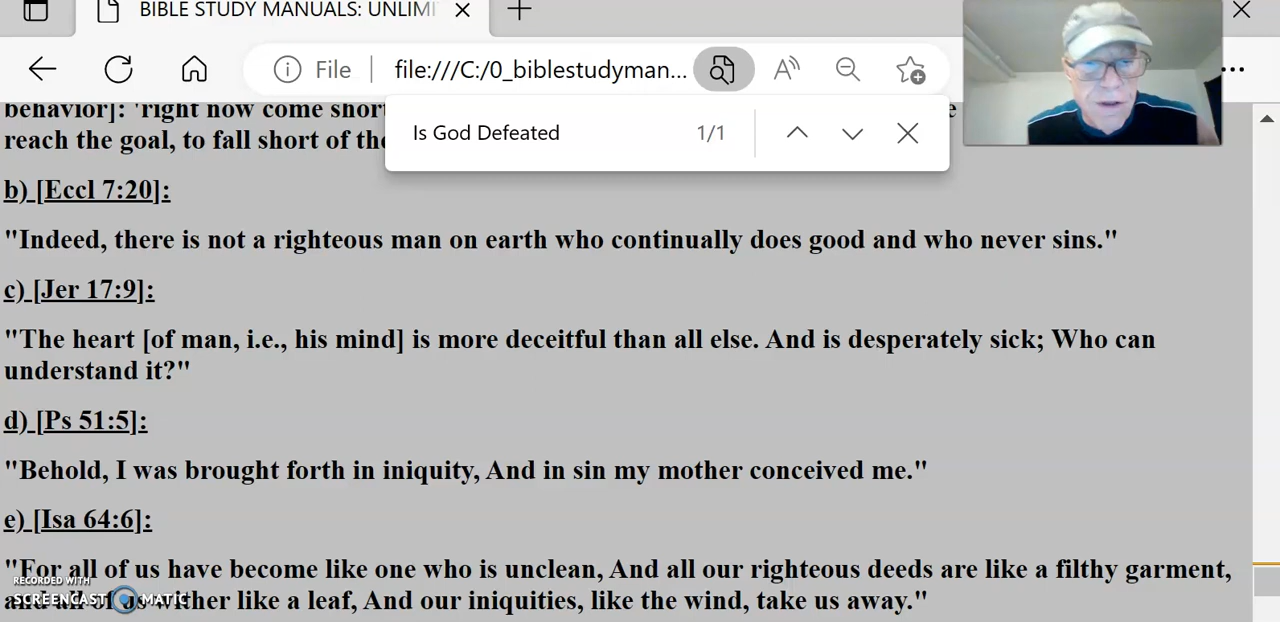 BIBLE STUDY MANUALS: UNLIMI
File
file:///C:/0_biblestudyman...
Is God Defeated
1/1
behavior]: 'right now come short
reach the goal, to fall short of the
b) [Eccl 7:20]:
"Indeed, there is not a righteous man on earth who continually does good and who never sins."
c) [Jer 17:9]:
"The heart [of man, i.e., his mind] is more deceitful than all else. And is desperately sick; Who can
understand it?"
d) [Ps 51:5]:
"Behold, I was brought forth in iniquity, And in sin my mother conceived me."
e) [Isa 64:6]:
"For all of us have become like one who is unclean, And all our righteous deeds are like a filthy garment,
like a leaf, And our iniquities, like the wind, take us away."
RECORDED WITH
SCREENCAST MATIC